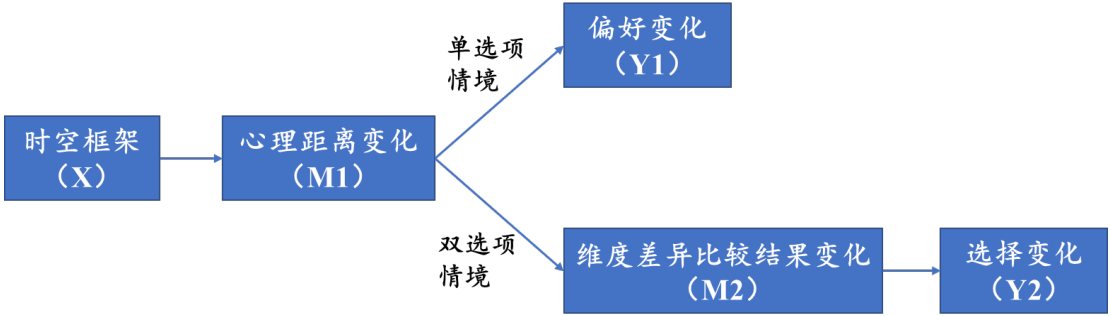 偏好变化
（Y1）
单选项
情境
时空框架
（X）
心理距离变化
（M1）
双选项
情境
维度差异比较结果变化
（M2）
选择变化
（Y2）